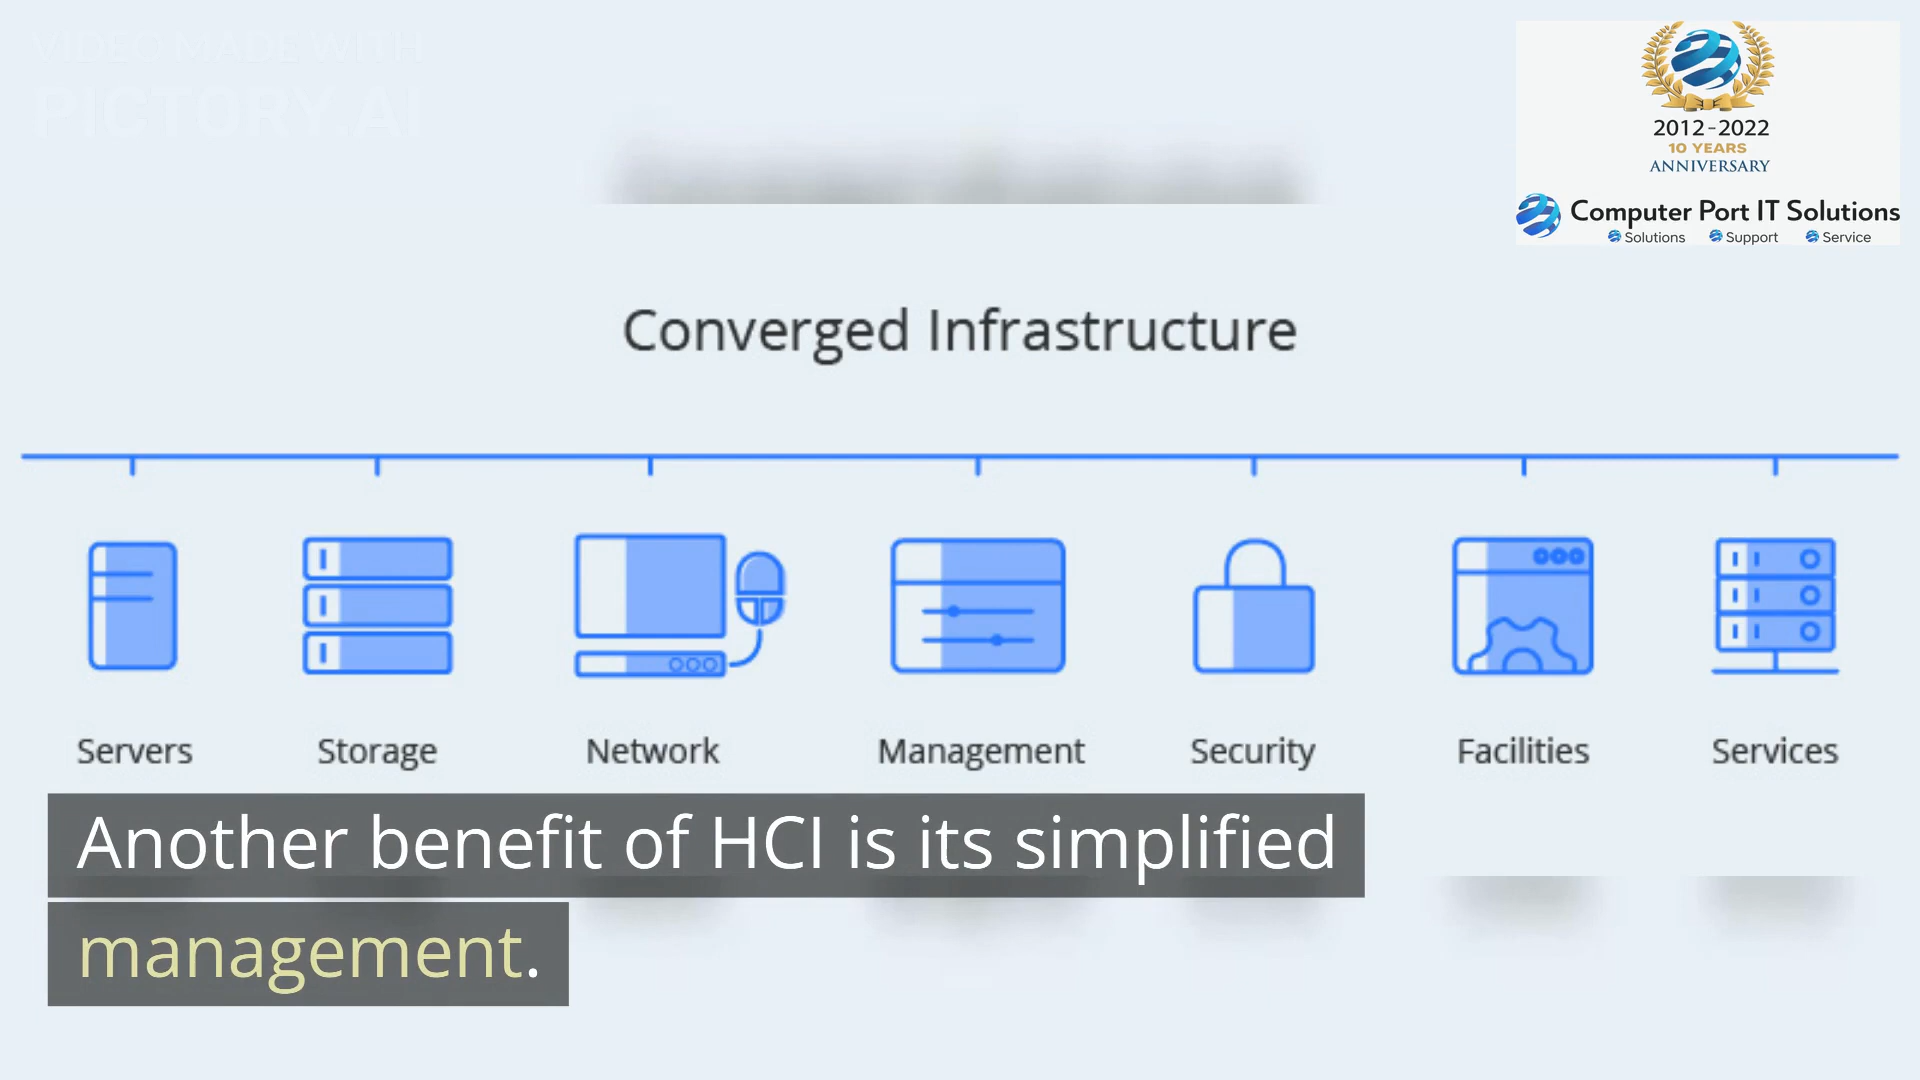 VIDEO MADE WITH
PICTORY.AI
2012-2022
10 YEARS
ANNIVERSARY
Computer Port IT Solutions
Solutions Support Service
Converged Infrastructure
Servers Storage Network Management Security Facilities Services
Another benefit of HCI is its simplified
management.